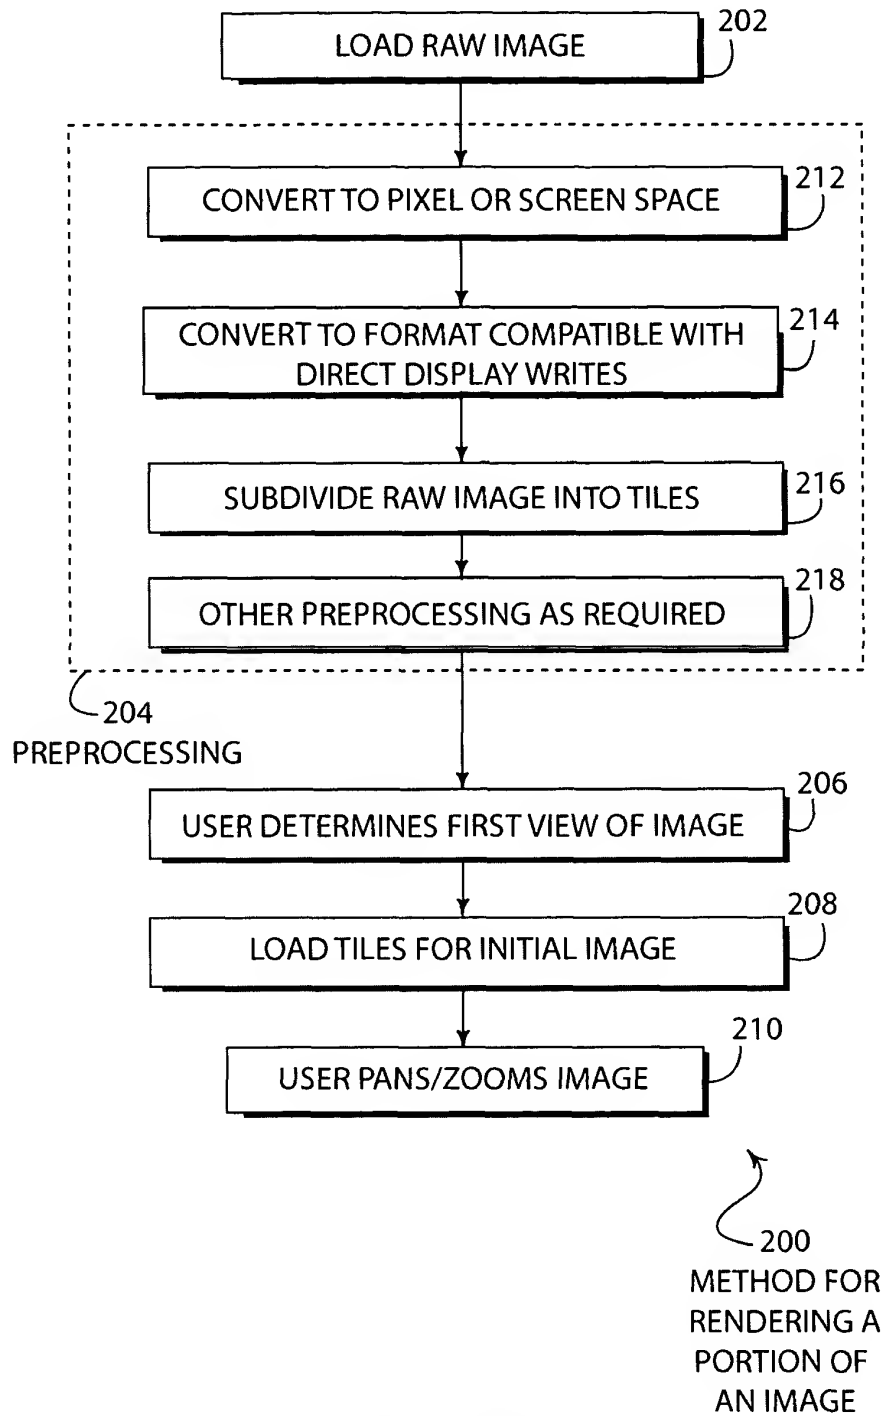 LOAD RAW IMAGE
202
CONVERT TO PIXEL OR SCREEN SPACE
212
CONVERT TO FORMAT COMPATIBLE WITH
DIRECT DISPLAY WRITES
214
SUBDIVIDE RAW IMAGE INTO TILES
216
OTHER PREPROCESSING AS REQUIRED
218
204
PREPROCESSING
USER DETERMINES FIRST VIEW OF IMAGE
206
LOAD TILES FOR INITIAL IMAGE
208
USER PANS/ZOOMS IMAGE
210
200
METHOD FOR
RENDERING A
PORTION OF
AN IMAGE